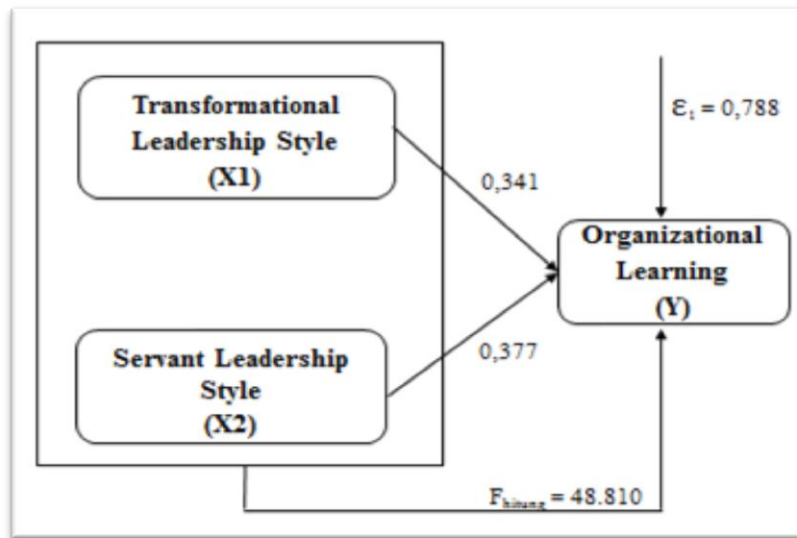 Transformational
Leadership Style
(X1)
Ɛ₁ = 0,788
0,341
Organizational
Learning
(Y)
Servant Leadership
Style
(X2)
0,377
Fhitung = 48.810